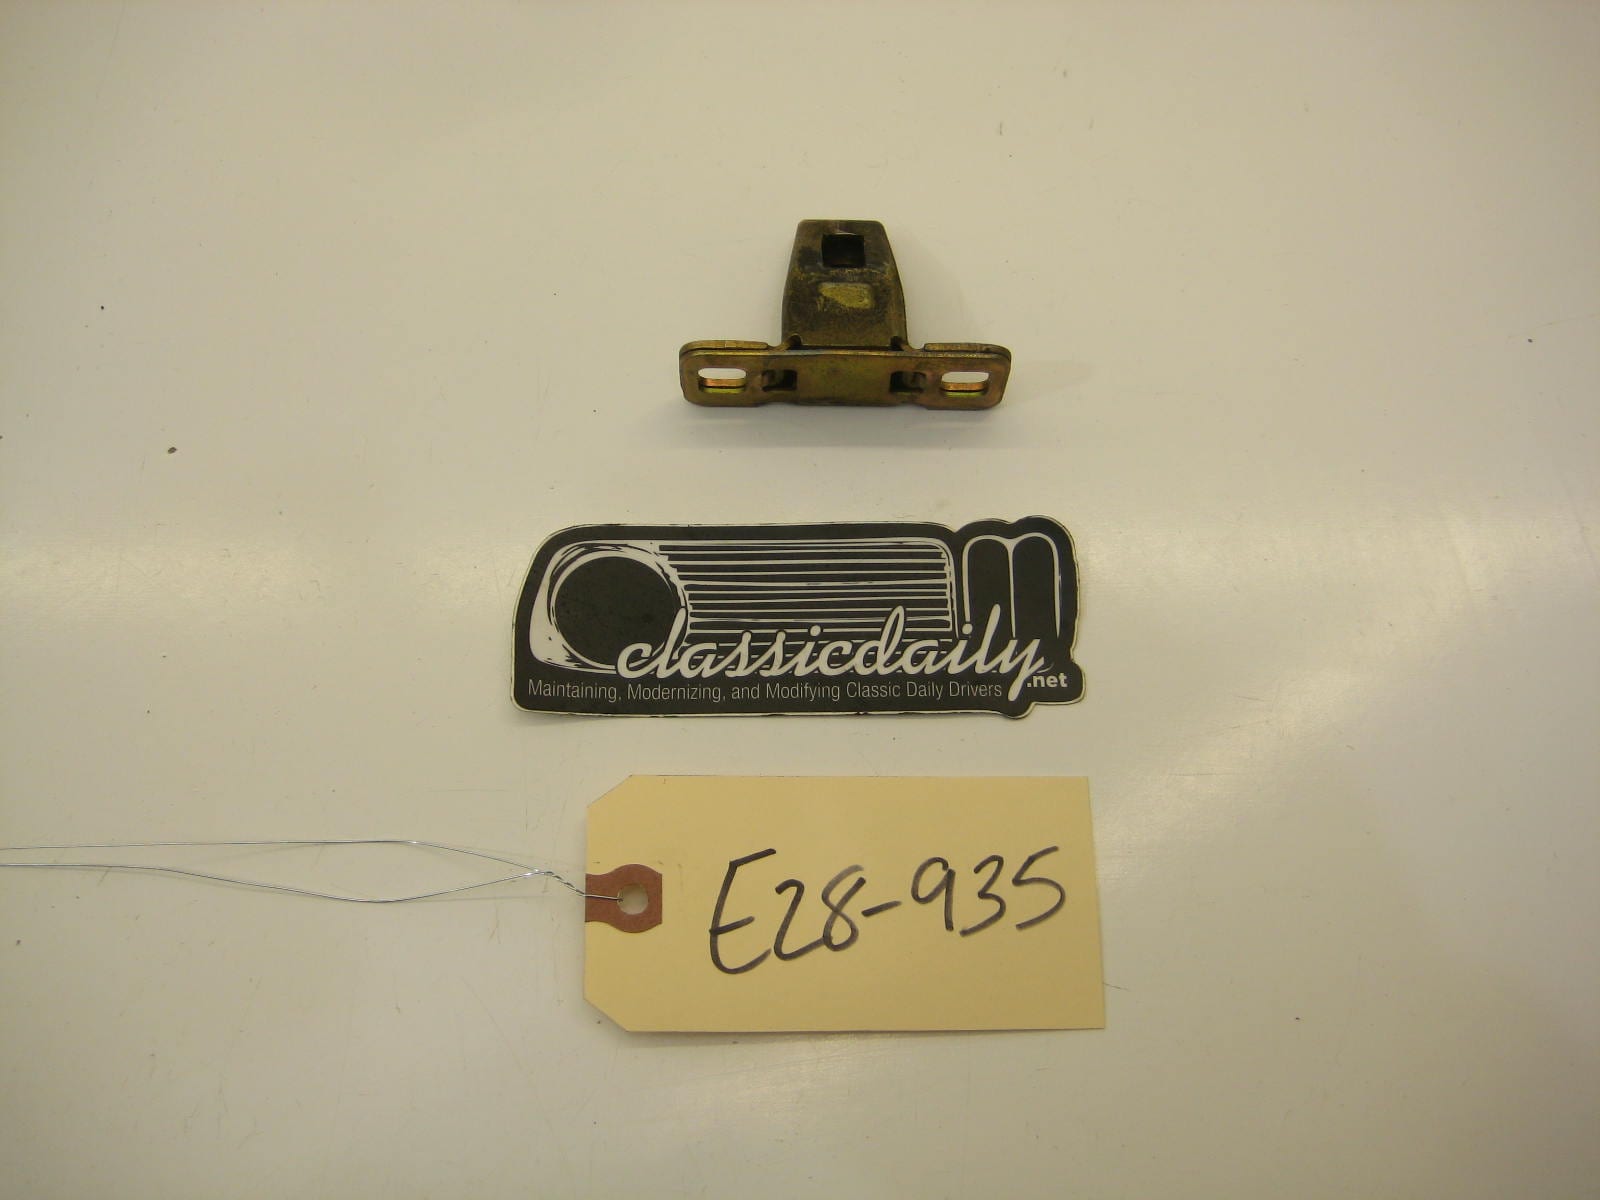 classicdaily
.net
Maintaining, Modernizing, and Modifying Classic Daily Drivers
E28-935